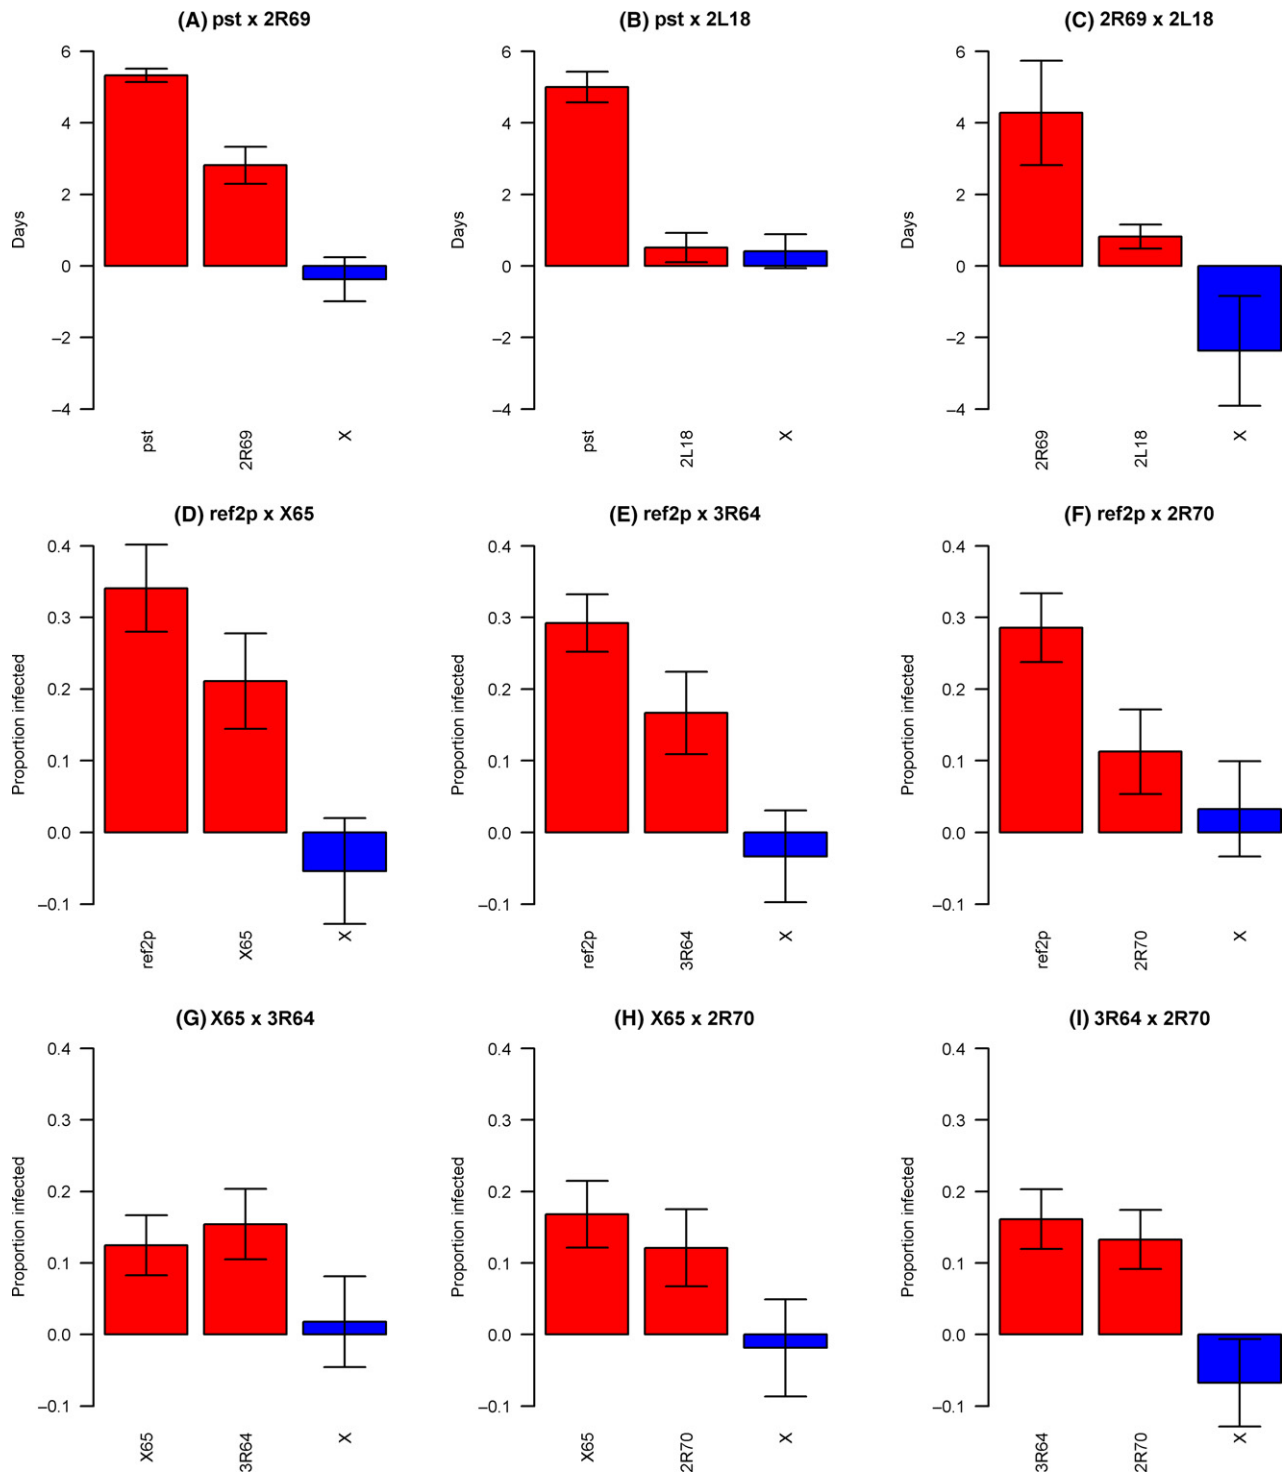 (A) pst x 2R69
6
4
2
0
–2
–4
Days
pst
2R69
X
(B) pst x 2L18
6
4
2
0
–2
–4
Days
pst
2L18
X
(C) 2R69 x 2L18
6
4
2
0
–2
–4
Days
2R69
2L18
X
(D) ref2p x X65
0.4
0.3
0.2
0.1
0.0
–0.1
Proportion infected
ref2p
X65
X
(E) ref2p x 3R64
0.4
0.3
0.2
0.1
0.0
–0.1
Proportion infected
ref2p
3R64
X
(F) ref2p x 2R70
0.4
0.3
0.2
0.1
0.0
–0.1
Proportion infected
ref2p
2R70
X
(G) X65 x 3R64
0.4
0.3
0.2
0.1
0.0
–0.1
Proportion infected
X65
3R64
X
(H) X65 x 2R70
0.4
0.3
0.2
0.1
0.0
–0.1
Proportion infected
X65
2R70
X
(I) 3R64 x 2R70
0.4
0.3
0.2
0.1
0.0
–0.1
Proportion infected
3R64
2R70
X